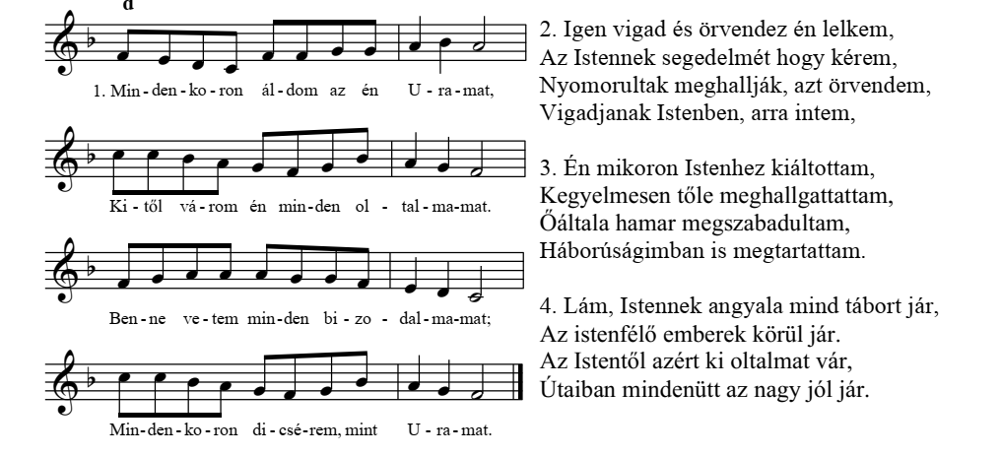 d
1. Min-den-ko-ron ál-dom az én U-ra-mat,
Ki-től vá-rom én min-den ol-tal-ma-mat.
Ben-ne ve-tem min-den bi-zo-dal-ma-mat;
Min-den-ko-ron di-csé-rem, mint U-ra-mat.
2. Igen vigad és örvendez én lelkem,
Az Istennek segedelmét hogy kérem,
Nyomorultak meghallják, azt örvendem,
Vigadjanak Istenben, arra intem,
3. Én mikoron Istenhez kiáltottam,
Kegyelmesen tőle meghallgattattam,
Őáltala hamar megszabadultam,
Háborúságimban is megtartattam.
4. Lám, Istennek angyala mind tábort jár,
Az istenfélő emberek körül jár.
Az Istentől azért ki oltalmat vár,
Útaiban mindenütt az nagy jól jár.